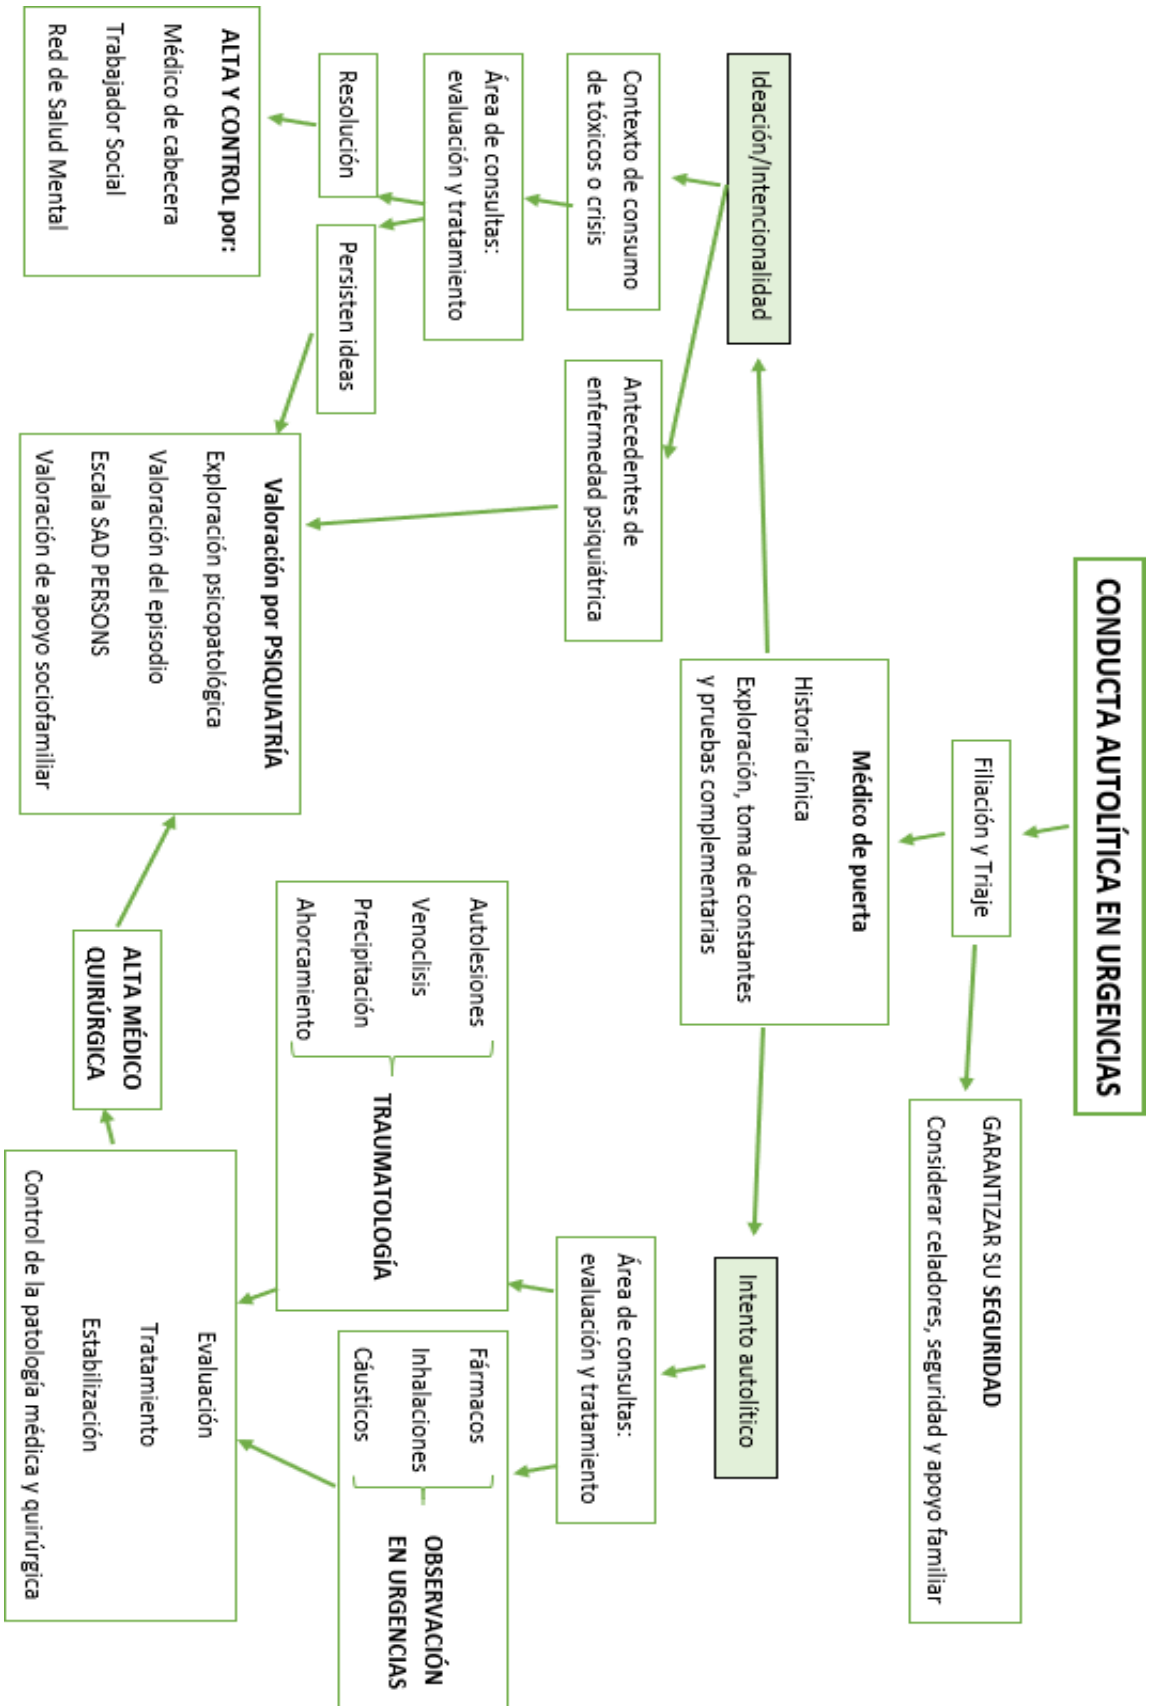 CONDUCTA AUTOLÍTICA EN URGENCIAS
Filiación y Triaje
GARANTIZAR SU SEGURIDAD
Considerar celadores, seguridad y apoyo familiar
Médico de puerta
Historia clínica
Exploración, toma de constantes
y pruebas complementarias
Ideación/Intencionalidad
Contexto de consumo
de tóxicos o crisis
Antecedentes de
enfermedad psiquiátrica
Área de consultas:
evaluación y tratamiento
Resolución
Persisten ideas
ALTA Y CONTROL por:
Médico de cabecera
Trabajador Social
Red de Salud Mental
Valoración por PSIQUIATRÍA
Exploración psicopatológica
Valoración del episodio
Escala SAD PERSONS
Valoración de apoyo sociofamiliar
Intento autolítico
Área de consultas:
evaluación y tratamiento
Autolesiones
Venoclisis
Precipitación
Ahorcamiento
TRAUMATOLOGÍA
Fármacos
Inhalaciones
Cáusticos
OBSERVACIÓN
EN URGENCIAS
Evaluación
Tratamiento
Estabilización
Control de la patología médica y quirúrgica
ALTA MÉDICO
QUIRÚRGICA